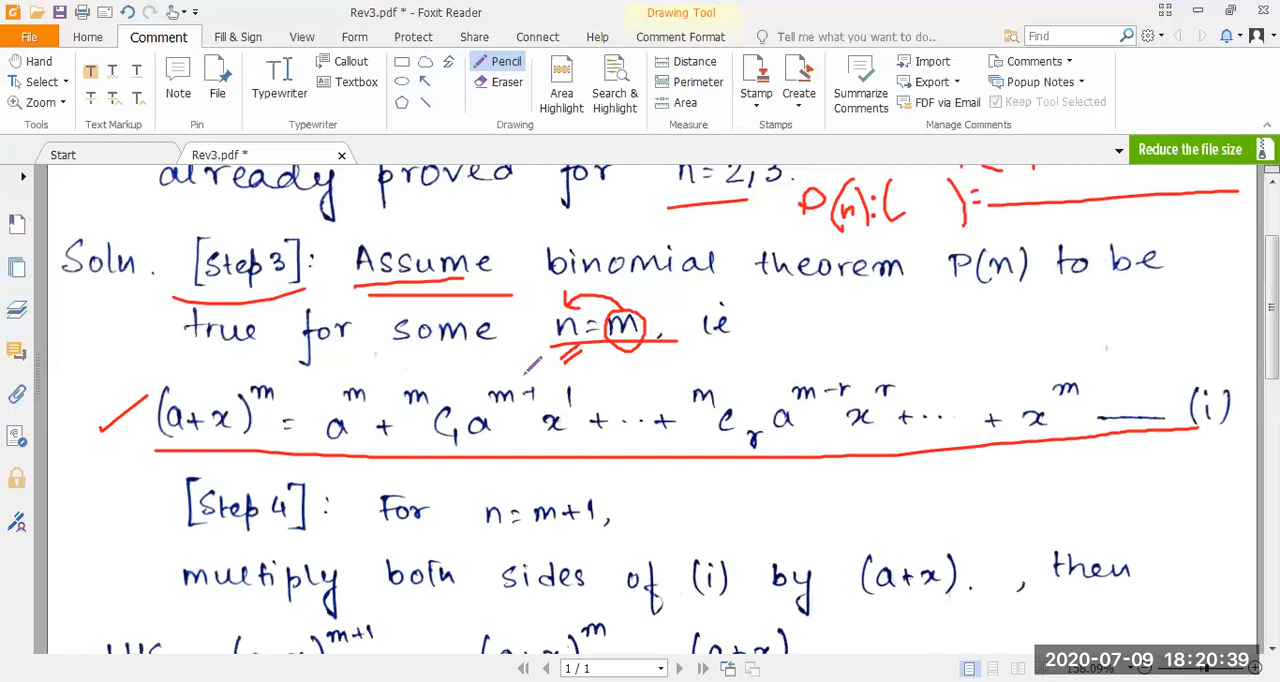 Rev3.pdf * - Foxit Reader
Drawing Tool
File Home Comment Fill & Sign View Form Protect Share Connect Help Comment Format Tell me what you want to do.. Find
Hand
Select
Zoom
Tools
Text Markup
Note
File
Pin
Typewriter
Callout
Textbox
Typewriter
Pencil
Eraser
Area Highlight
Search & Highlight
Drawing
Distance
Perimeter
Area
Measure
Stamp
Create
Stamps
Summarize Comments
Import
Export
FDF via Email
Comments
Popup Notes
Keep Tool Selected
Manage Comments
Start
Rev3.pdf *
Reduce the file size
already proved for n=2,3.
P(n):( )=
Soln. [Step 3]: Assume binomial theorem P(n) to be
true for some n=m, ie
(a+x)^m = a^m + ^mC_1 a^{m-1} x^1 + ... + ^mC_r a^{m-r} x^r + ... + x^m —— (i)
[Step 4]: For n=m+1,
multiply both sides of (i) by (a+x). , then
m+1 m (a+x)
1 / 1
2020-07-09 18:20:39